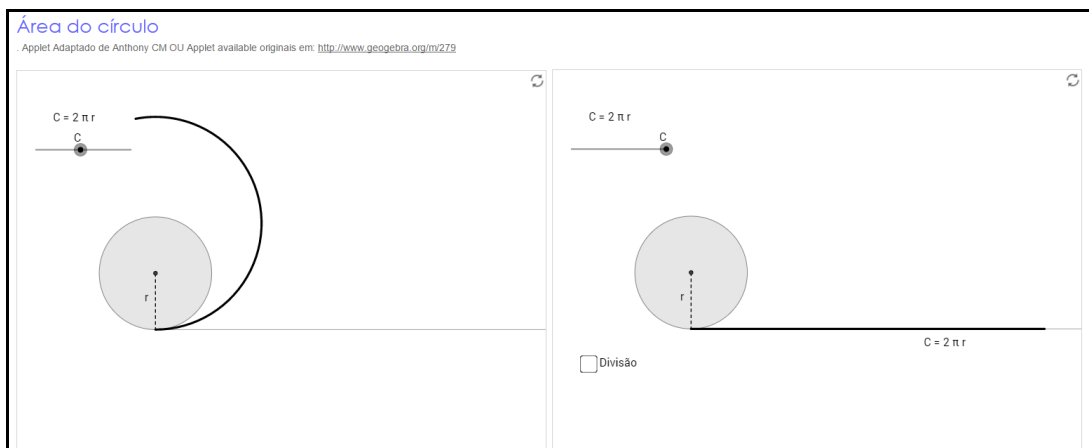 Área do círculo
. Applet Adaptado de Anthony CM OU Applet available originais em: http://www.geogebra.org/m/279
C = 2 π r
C
r
C = 2 π r
C
r
C = 2 π r
Divisão